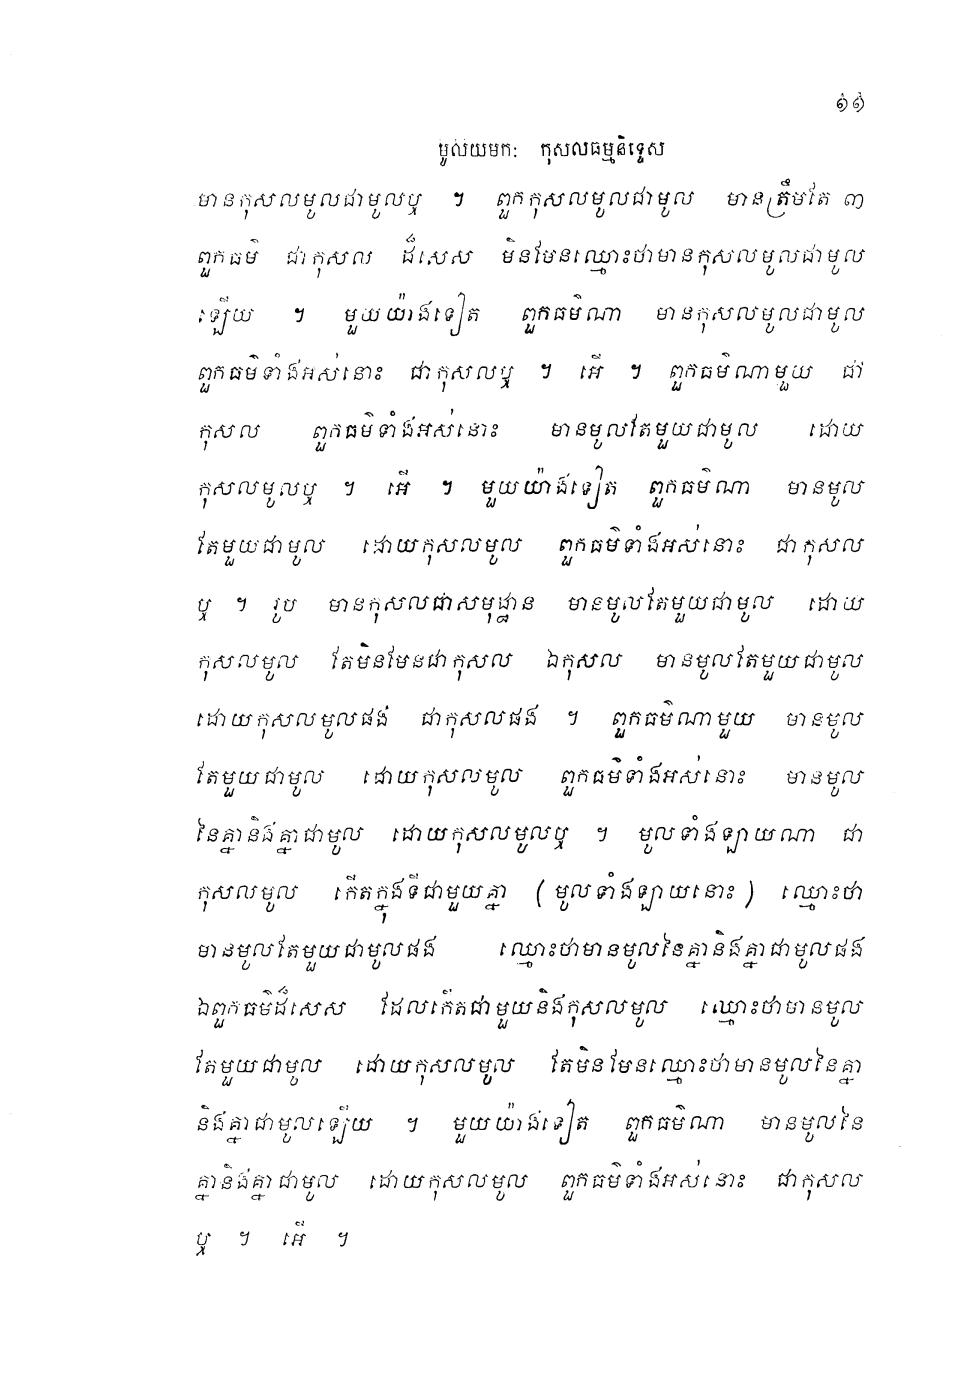 ១១
មូលយមក: កុសលធម្មនិទ្ទេស
មានកុសលមូលជាមូលឬ ។ ពួកកុសលមូលជាមូល មានត្រឹមតែ ៣
ពួកធម៌ ជាកុសល ដ៏សេស មិនមែនឈ្មោះថាមានកុសលមូលជាមូល
ឡើយ ។ មួយយ៉ាងទៀត ពួកធម៌ណា មានកុសលមូលជាមូល
ពួកធម៌ទាំងអស់នោះ ជាកុសលឬ ។ អើ ។ ពួកធម៌ណាមួយ ជា
កុសល ពួកធម៌ទាំងអស់នោះ មានមូលតែមួយជាមូល ដោយ
កុសលមូលឬ ។ អើ ។ មួយយ៉ាងទៀត ពួកធម៌ណា មានមូល
តែមួយជាមូល ដោយកុសលមូល ពួកធម៌ទាំងអស់នោះ ជាកុសល
ឬ ។ រូប មានកុសលជាសមុដ្ឋាន មានមូលតែមួយជាមូល ដោយ
កុសលមូល តែមិនមែនជាកុសល ឯកុសល មានមូលតែមួយជាមូល
ដោយកុសលមូលផង ជាកុសលផង ។ ពួកធម៌ណាមួយ មានមូល
តែមួយជាមូល ដោយកុសលមូល ពួកធម៌ទាំងអស់នោះ មានមូល
នៃគ្នានិងគ្នាជាមូល ដោយកុសលមូលឬ ។ មូលទាំងឡាយណា ជា
កុសលមូល កើតក្នុងទីជាមួយគ្នា (មូលទាំងឡាយនោះ) ឈ្មោះថា
មានមូលតែមួយជាមូលផង ឈ្មោះថាមានមូលនៃគ្នានិងគ្នាជាមូលផង
ឯពួកធម៌ដ៏សេស ដែលកើតជាមួយនិងកុសលមូល ឈ្មោះថាមានមូល
តែមួយជាមូល ដោយកុសលមូល តែមិនមែនឈ្មោះថាមានមូលនៃគ្នា
និងគ្នាជាមូលឡើយ ។ មួយយ៉ាងទៀត ពួកធម៌ណា មានមូលនៃ
គ្នានិងគ្នាជាមូល ដោយកុសលមូល ពួកធម៌ទាំងអស់នោះ ជាកុសល
ឬ ។ អើ ។